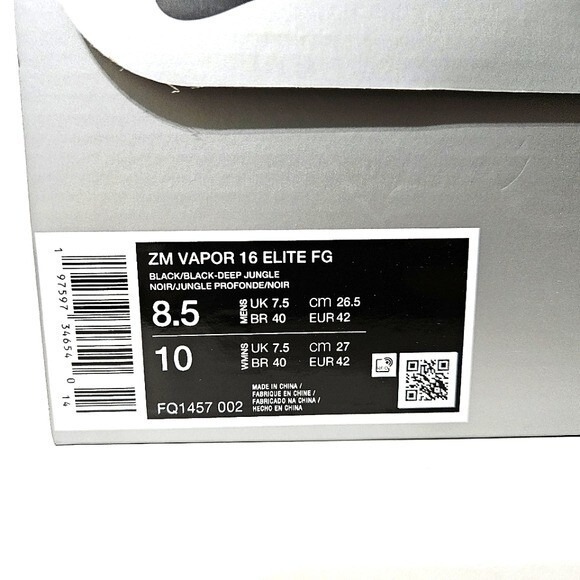 ZM VAPOR 16 ELITE FG
BLACK/BLACK-DEEP JUNGLE
NOIR/JUNGLE PROFONDE/NOIR
8.5 MENS UK 7.5 CM 26.5
BR 40 EUR 42
10 WMNS UK 7.5 CM 27
BR 40 EUR 42
MADE IN CHINA /
FABRIQUE EN CHINE /
FABRICADO NA CHINA /
HECHO EN CHINA
FQ1457 002
1 97597 34654 0 14